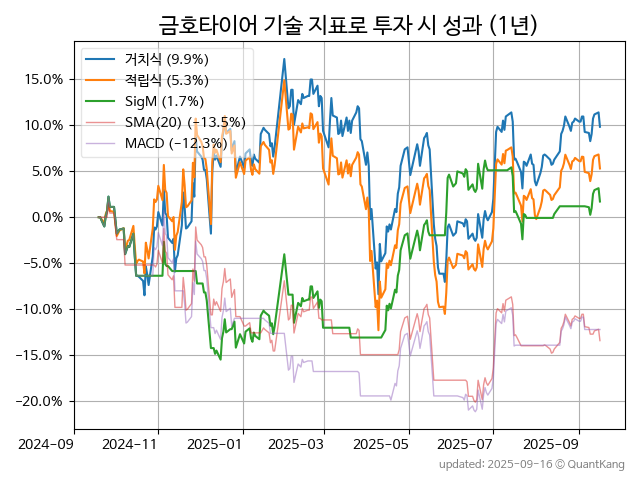 금호타이어 기술 지표로 투자 시 성과 (1년)
거치식 (9.9%)
적립식 (5.3%)
SigM (1.7%)
SMA(20) (−13.5%)
MACD (−12.3%)
15.0%
10.0%
5.0%
0.0%
−5.0%
−10.0%
−15.0%
−20.0%
2024-09 2024-11 2025-01 2025-03 2025-05 2025-07 2025-09
updated: 2025-09-16 © QuantKang